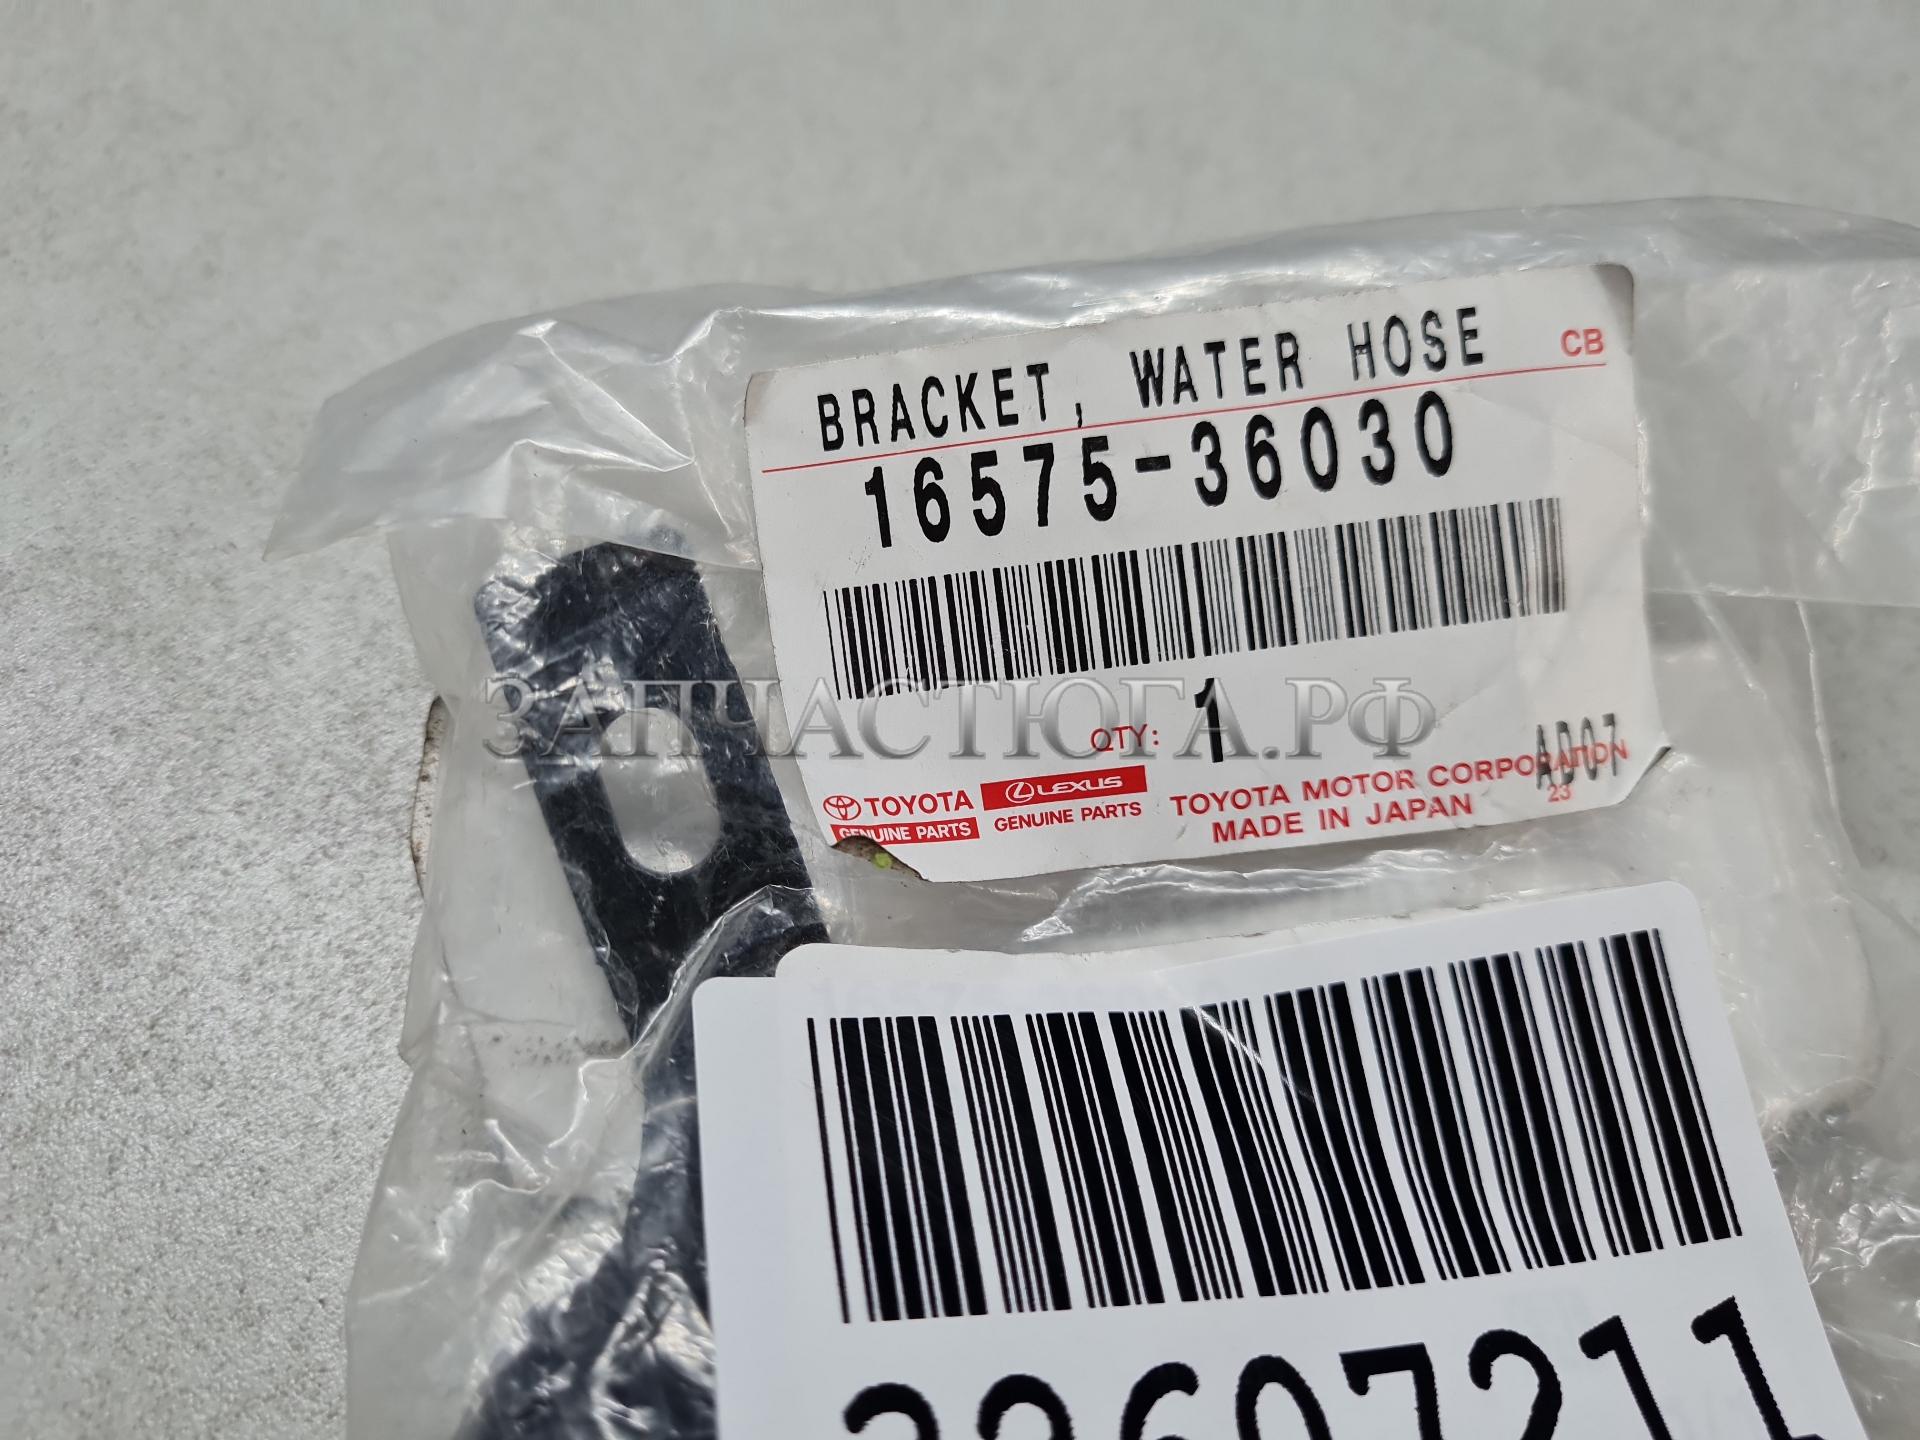 BRACKET, WATER HOSE
CB
16575-36030
QTY: 1
AD07
TOYOTA
GENUINE PARTS
LEXUS
GENUINE PARTS
TOYOTA MOTOR CORPORATION
23
MADE IN JAPAN
ЗАПЧАСТЮГА.РФ